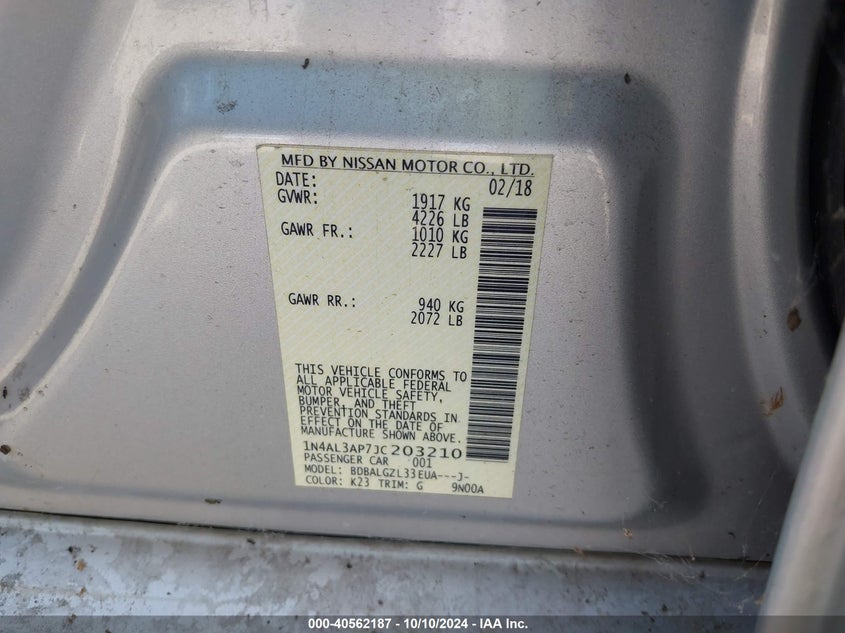 MFD BY NISSAN MOTOR CO., LTD.
DATE: 02/18
GVWR: 1917 KG
4226 LB
GAWR FR.: 1010 KG
2227 LB
GAWR RR.: 940 KG
2072 LB
THIS VEHICLE CONFORMS TO
ALL APPLICABLE FEDERAL
MOTOR VEHICLE SAFETY,
BUMPER, AND THEFT
PREVENTION STANDARDS IN
EFFECT ON THE DATE OF
MANUFACTURE SHOWN ABOVE.
1N4AL3AP7JC203210
PASSENGER CAR 001
MODEL: BDBALGZL33EUA---J-
COLOR: K23 TRIM: G 9N00A
000-40562187 - 10/10/2024 - IAA Inc.